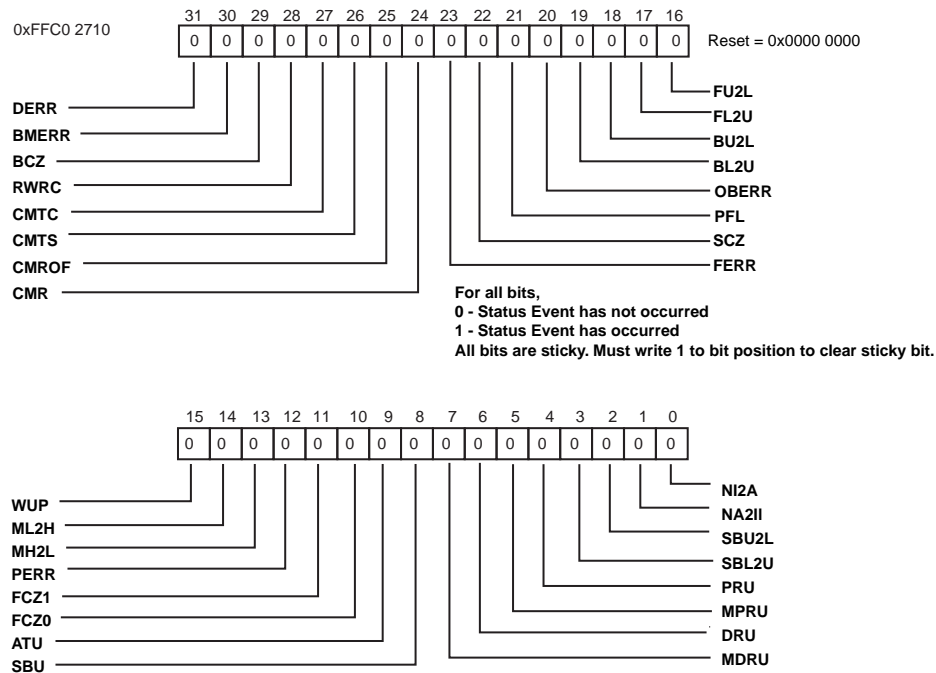 0xFFC0 2710
31 30 29 28 27 26 25 24 23 22 21 20 19 18 17 16
0 0 0 0 0 0 0 0 0 0 0 0 0 0 0 0
Reset = 0x0000 0000
DERR
BMERR
BCZ
RWRC
CMTC
CMTS
CMROF
CMR
FU2L
FL2U
BU2L
BL2U
OBERR
PFL
SCZ
FERR
For all bits,
0 - Status Event has not occurred
1 - Status Event has occurred
All bits are sticky. Must write 1 to bit position to clear sticky bit.
15 14 13 12 11 10 9 8 7 6 5 4 3 2 1 0
0 0 0 0 0 0 0 0 0 0 0 0 0 0 0 0
WUP
ML2H
MH2L
PERR
FCZ1
FCZ0
ATU
SBU
NI2A
NA2II
SBU2L
SBL2U
PRU
MPRU
DRU
MDRU